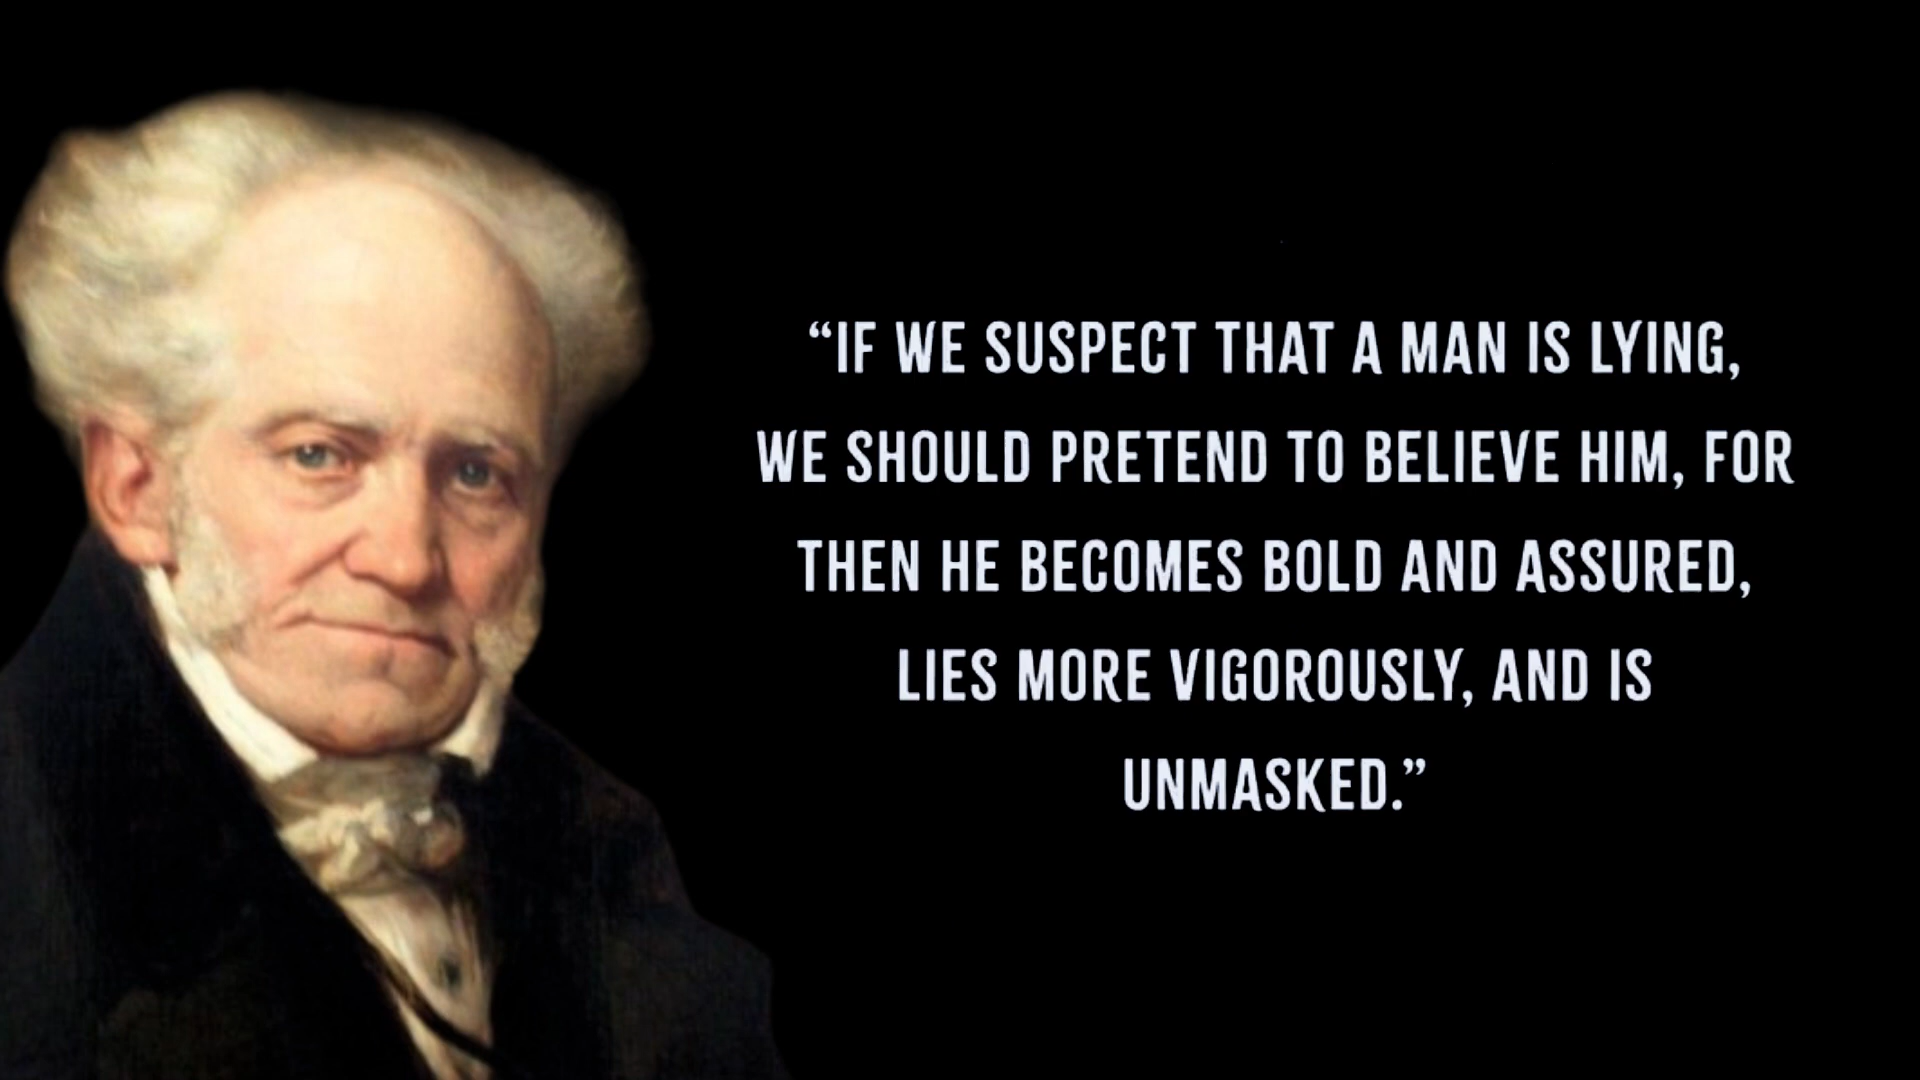 “IF WE SUSPECT THAT A MAN IS LYING,
WE SHOULD PRETEND TO BELIEVE HIM, FOR
THEN HE BECOMES BOLD AND ASSURED,
LIES MORE VIGOROUSLY, AND IS
UNMASKED.”